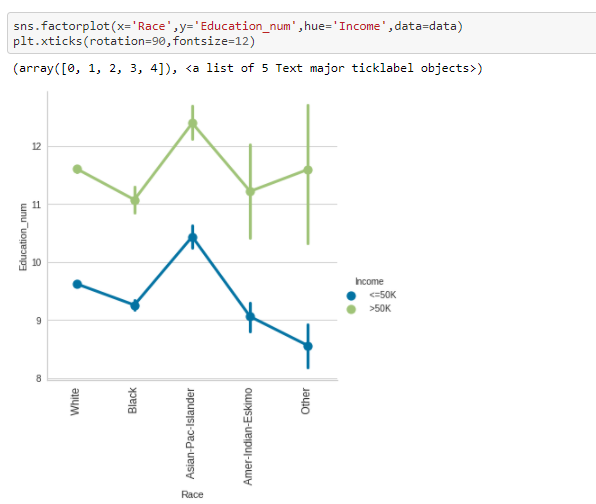 sns.factorplot(x='Race',y='Education_num',hue='Income',data=data)
plt.xticks(rotation=90,fontsize=12)
(array([0, 1, 2, 3, 4]), <a list of 5 Text major ticklabel objects>)
12
11
10
9
8
Education_num
Income
<=50K
>50K
White
Black
Asian-Pac-Islander
Amer-Indian-Eskimo
Other
Race